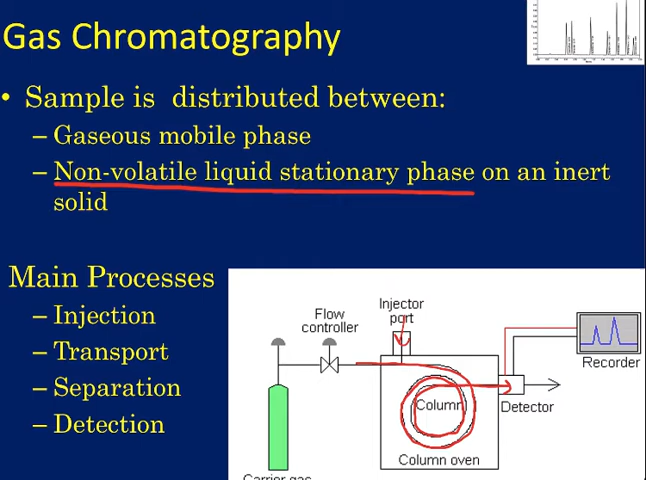 Gas Chromatography
• Sample is distributed between:
– Gaseous mobile phase
– Non-volatile liquid stationary phase on an inert
solid
Main Processes
– Injection
– Transport
– Separation
– Detection
Flow
controller
Injector
port
Column
Recorder
Detector
Column oven
Carrier gas